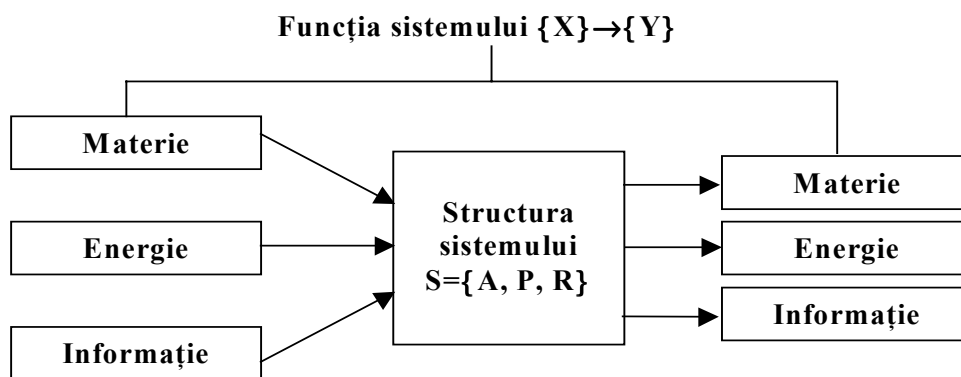 Funcția sistemului {X}→{Y}
Materie
Energie
Informație
Structura
sistemului
S={A, P, R}
Materie
Energie
Informație